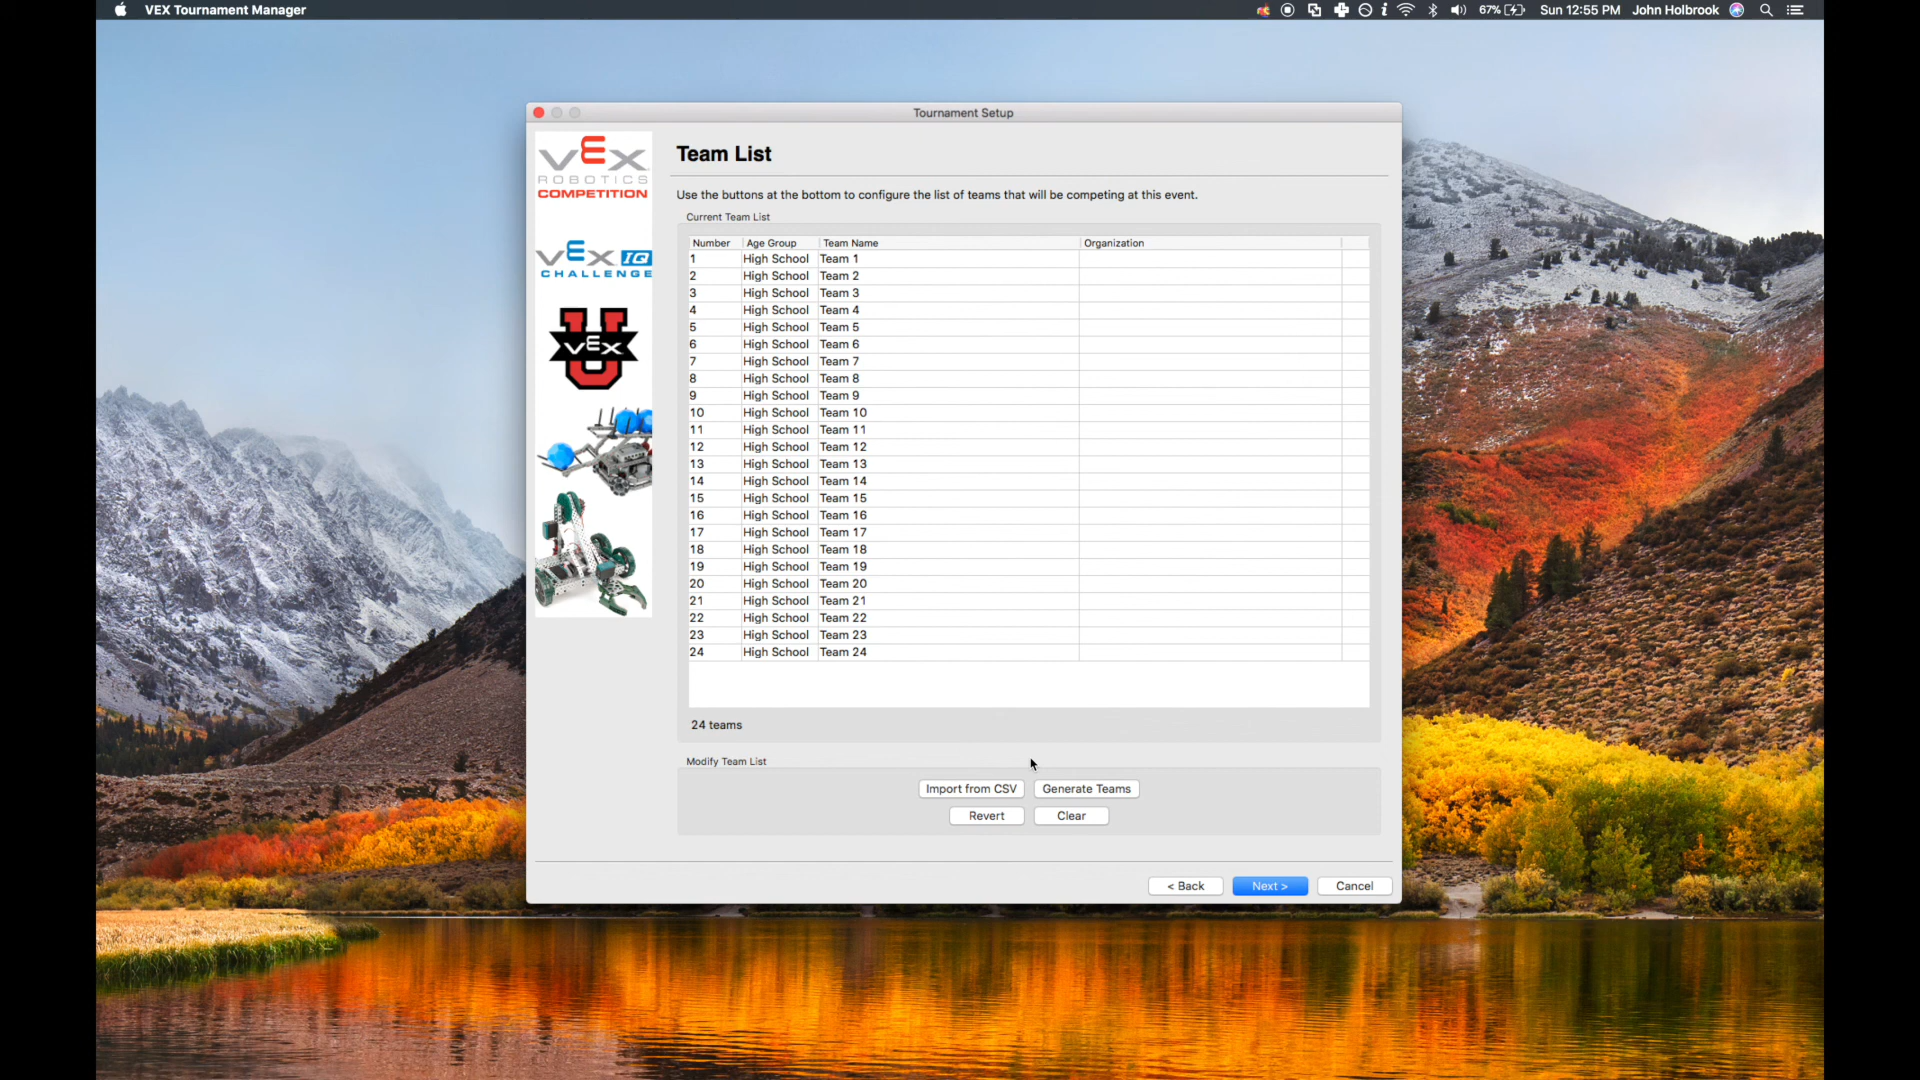 VEX Tournament Manager
67% Sun 12:55 PM John Holbrook
Tournament Setup
VEX
ROBOTICS
COMPETITION
VEX IQ
CHALLENGE
VEX U
Team List
Use the buttons at the bottom to configure the list of teams that will be competing at this event.
Current Team List
Number Age Group Team Name Organization
1 High School Team 1
2 High School Team 2
3 High School Team 3
4 High School Team 4
5 High School Team 5
6 High School Team 6
7 High School Team 7
8 High School Team 8
9 High School Team 9
10 High School Team 10
11 High School Team 11
12 High School Team 12
13 High School Team 13
14 High School Team 14
15 High School Team 15
16 High School Team 16
17 High School Team 17
18 High School Team 18
19 High School Team 19
20 High School Team 20
21 High School Team 21
22 High School Team 22
23 High School Team 23
24 High School Team 24
24 teams
Modify Team List
Import from CSV Generate Teams
Revert Clear
< Back Next > Cancel